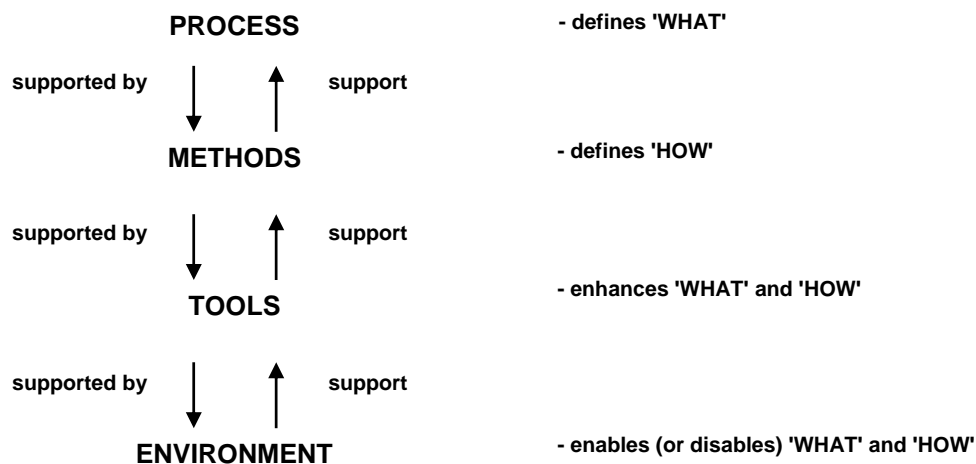 PROCESS - defines 'WHAT'
supported by support
METHODS - defines 'HOW'
supported by support
TOOLS - enhances 'WHAT' and 'HOW'
supported by support
ENVIRONMENT - enables (or disables) 'WHAT' and 'HOW'